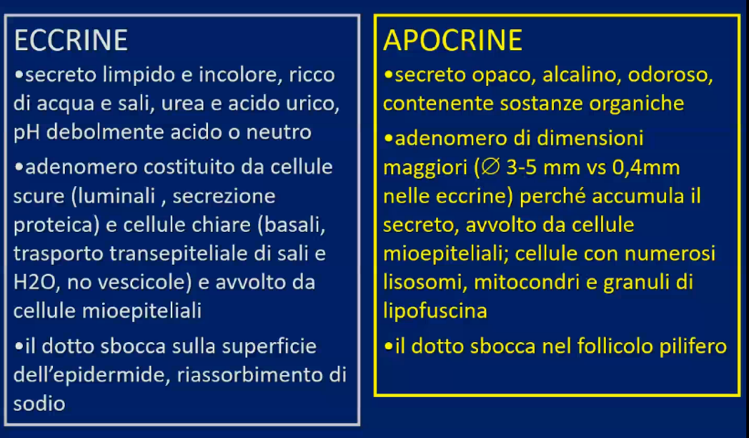 ECCRINE
•secreto limpido e incolore, ricco
di acqua e sali, urea e acido urico,
pH debolmente acido o neutro
•adenomero costituito da cellule
scure (luminali , secrezione
proteica) e cellule chiare (basali,
trasporto transepiteliale di sali e
H2O, no vescicole) e avvolto da
cellule mioepiteliali
•il dotto sbocca sulla superficie
dell’epidermide, riassorbimento di
sodio
APOCRINE
•secreto opaco, alcalino, odoroso,
contenente sostanze organiche
•adenomero di dimensioni
maggiori (∅ 3-5 mm vs 0,4mm
nelle eccrine) perché accumula il
secreto, avvolto da cellule
mioepiteliali; cellule con numerosi
lisosomi, mitocondri e granuli di
lipofuscina
•il dotto sbocca nel follicolo pilifero